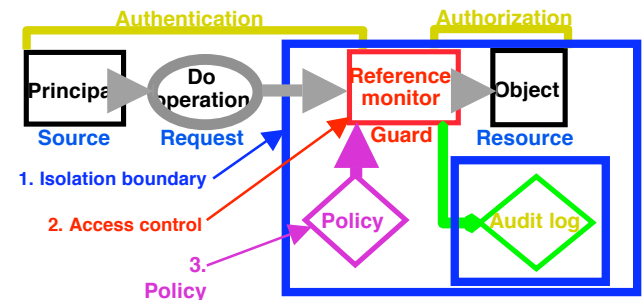 Authentication
Authorization
Principa
Do
operation
Reference
monitor
Object
Source
Request
Guard
Resource
1. Isolation boundary
2. Access control
Policy
Audit log
3.
Policy